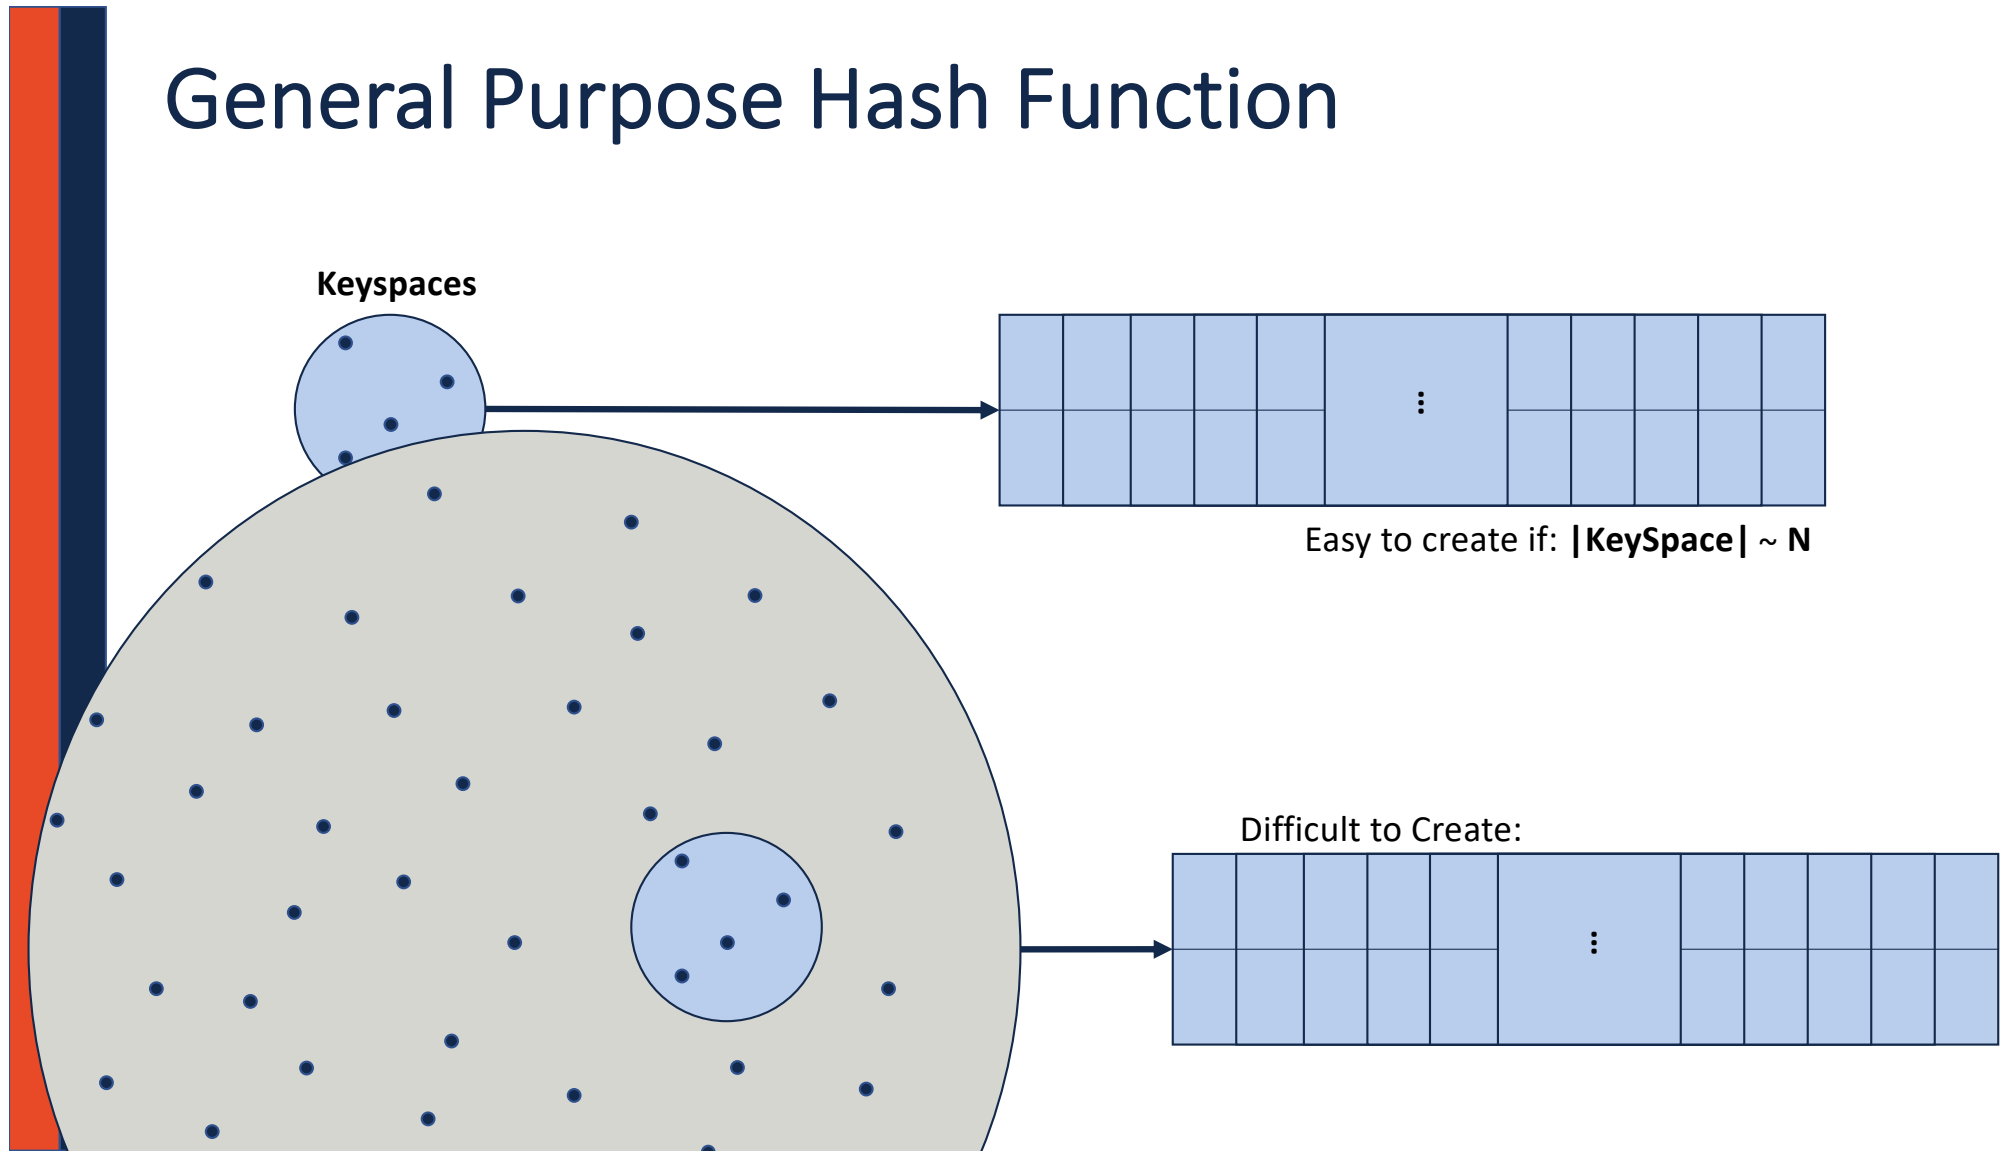 General Purpose Hash Function
Keyspaces
⋮
Easy to create if: |KeySpace| ~ N
Difficult to Create:
⋮